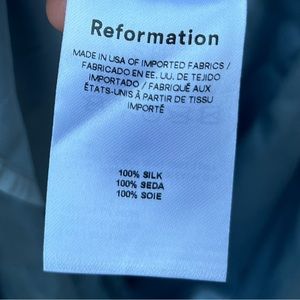 Reformation
MADE IN USA OF IMPORTED FABRICS /
FABRICADO EN EE. UU. DE TEJIDO
IMPORTADO / FABRIQUÉ AUX
ÉTATS-UNIS À PARTIR DE TISSU
IMPORTÉ
100% SILK
100% SEDA
100% SOIE